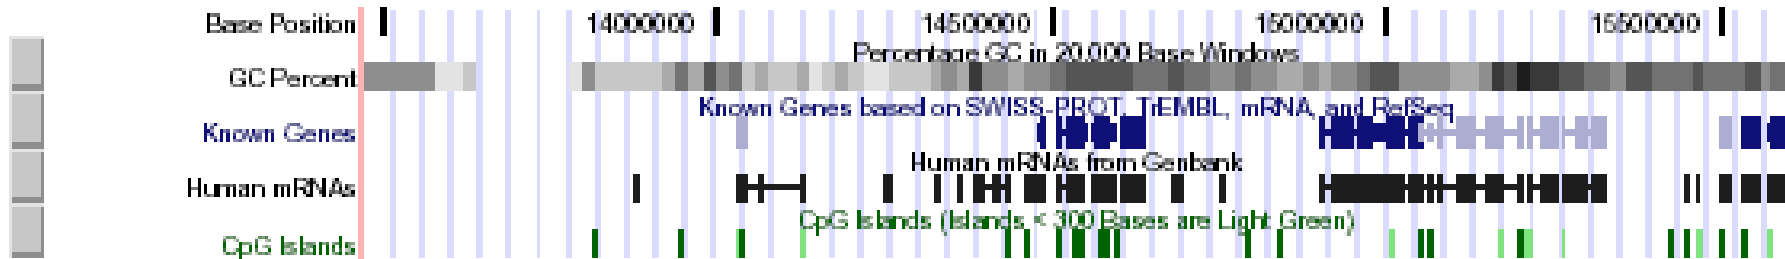 Base Position 14000000 14500000 15000000 15500000
Percentage GC in 20,000 Base Windows
GC Percent
Known Genes based on SWISS-PROT, TrEMBL, mRNA, and RefSeq
Known Genes
Human mRNAs from Genbank
Human mRNAs
CpG Islands (Islands < 300 Bases are Light Green)
CpG Islands